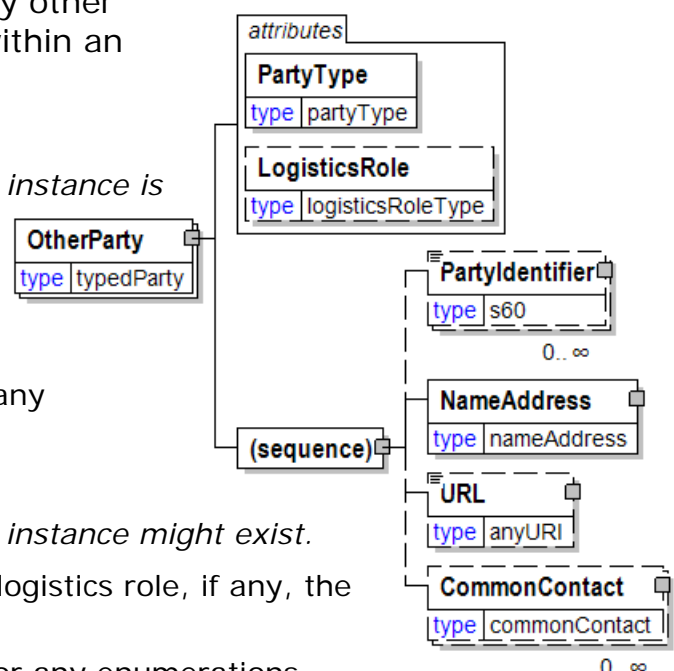 y other
within an
instance is
any
instance might exist.
logistics role, if any, the
or any enumerations
attributes
PartyType
type partyType
LogisticsRole
type logisticsRoleType
OtherParty
type typedParty
(sequence)
PartyIdentifier
type s60
0.. ∞
NameAddress
type nameAddress
URL
type anyURI
CommonContact
type commonContact
0.. ∞